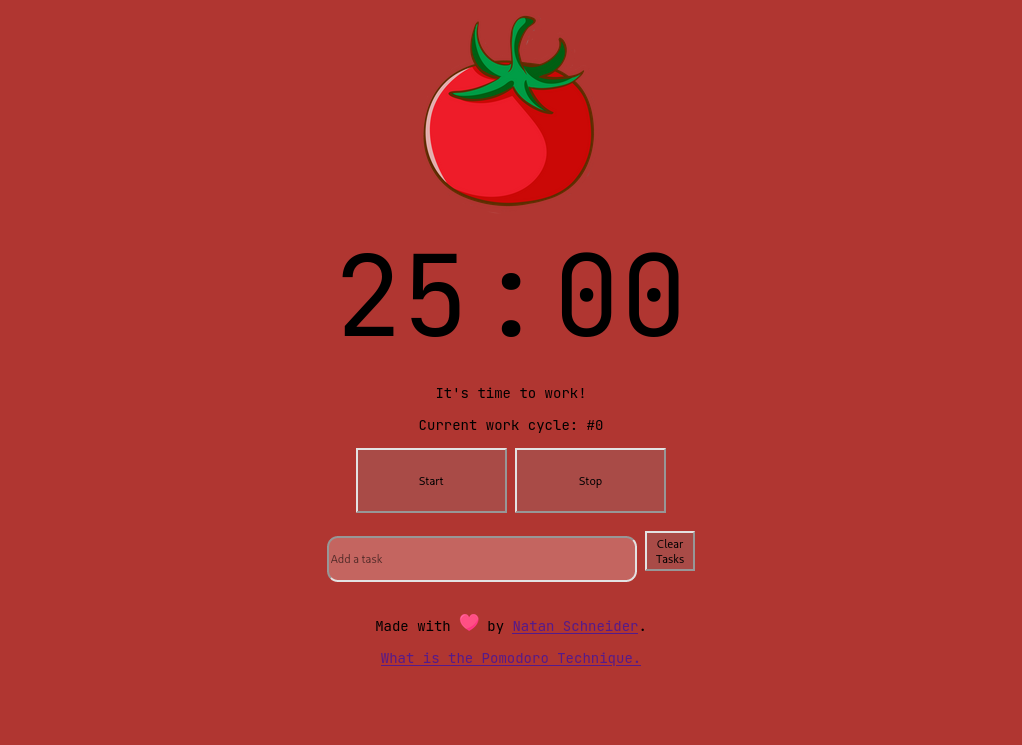 25:00
It's time to work!
Current work cycle: #0
Start Stop
Add a task
Clear
Tasks
Made with ❤ by Natan Schneider.
What is the Pomodoro Technique.